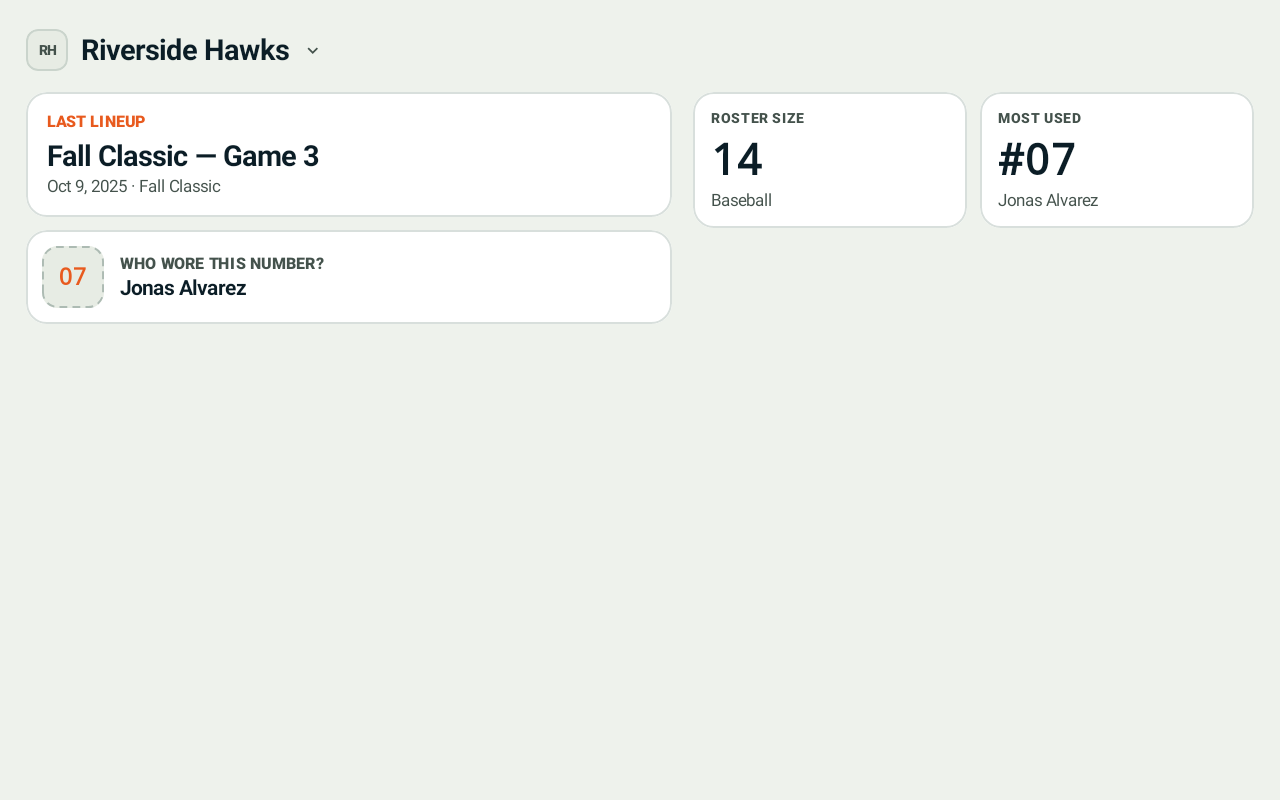 RH
Riverside Hawks
LAST LINEUP
Fall Classic — Game 3
Oct 9, 2025 · Fall Classic
07
WHO WORE THIS NUMBER?
Jonas Alvarez
ROSTER SIZE
14
Baseball
MOST USED
#07
Jonas Alvarez